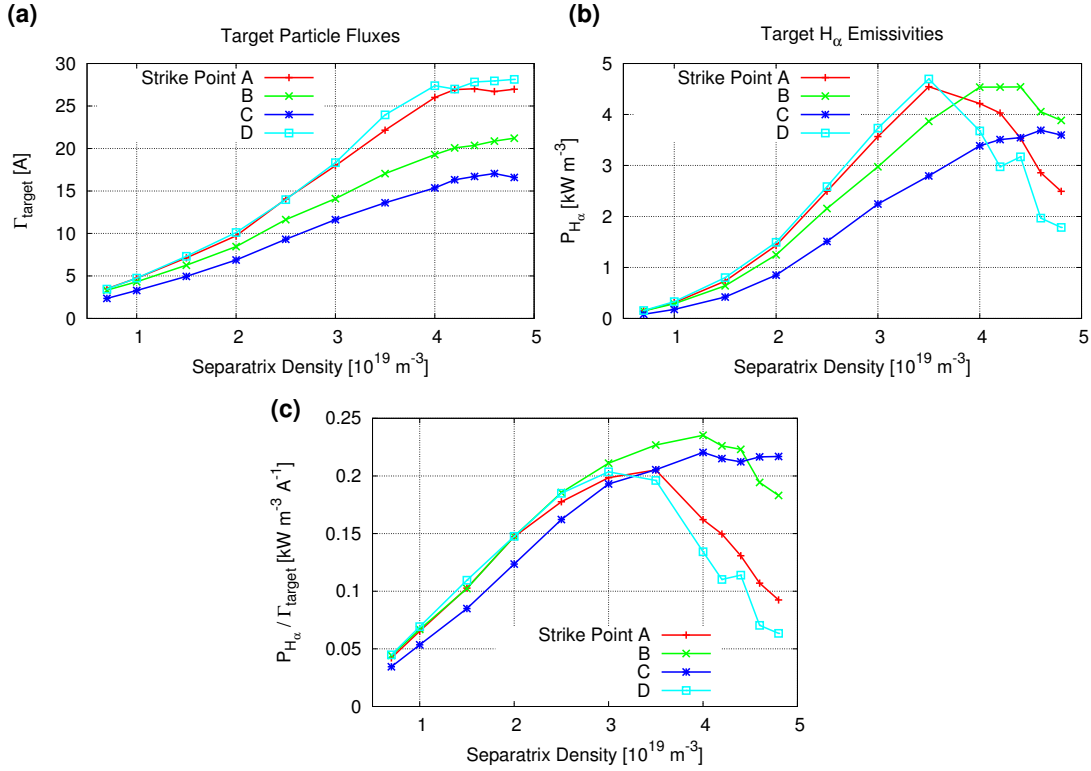 (a)
Target Particle Fluxes
Γtarget [A]
30
25
20
15
10
5
0
Strike Point A
B
C
D
1 2 3 4 5
Separatrix Density [10^19 m^-3]
(b)
Target Hα Emissivities
PHα [kW m^-3]
6
5
4
3
2
1
0
Strike Point A
B
C
D
1 2 3 4 5
Separatrix Density [10^19 m^-3]
(c)
PHα / Γtarget [kW m^-3 A^-1]
0.25
0.2
0.15
0.1
0.05
0
Strike Point A
B
C
D
1 2 3 4 5
Separatrix Density [10^19 m^-3]